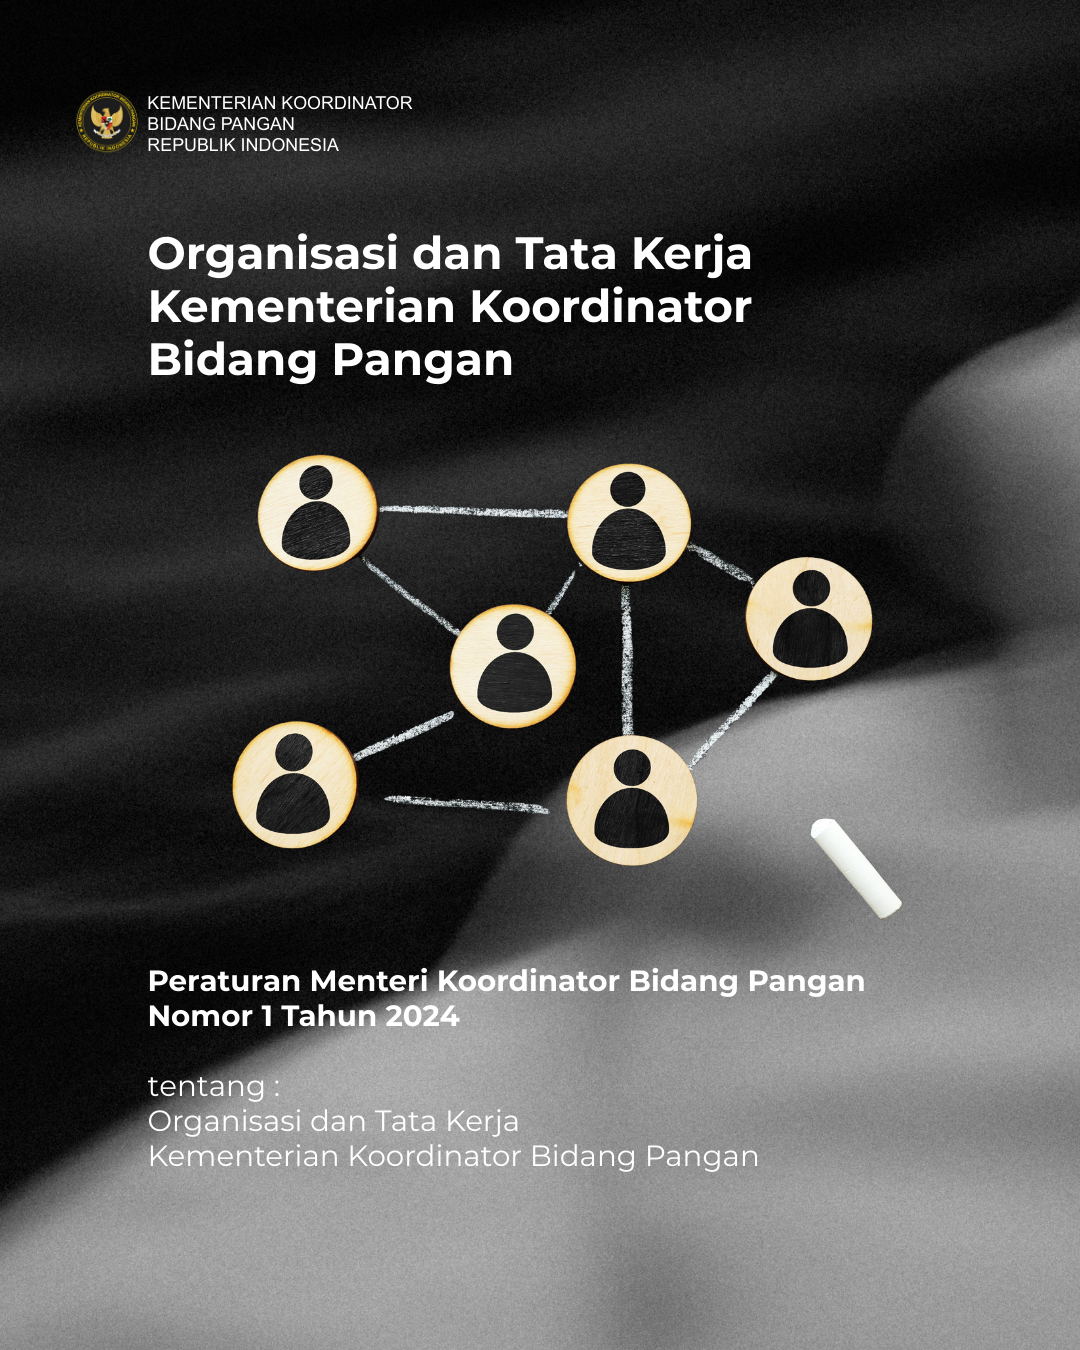 KEMENTERIAN KOORDINATOR
BIDANG PANGAN
REPUBLIK INDONESIA
Organisasi dan Tata Kerja
Kementerian Koordinator
Bidang Pangan
Peraturan Menteri Koordinator Bidang Pangan
Nomor 1 Tahun 2024
tentang :
Organisasi dan Tata Kerja
Kementerian Koordinator Bidang Pangan